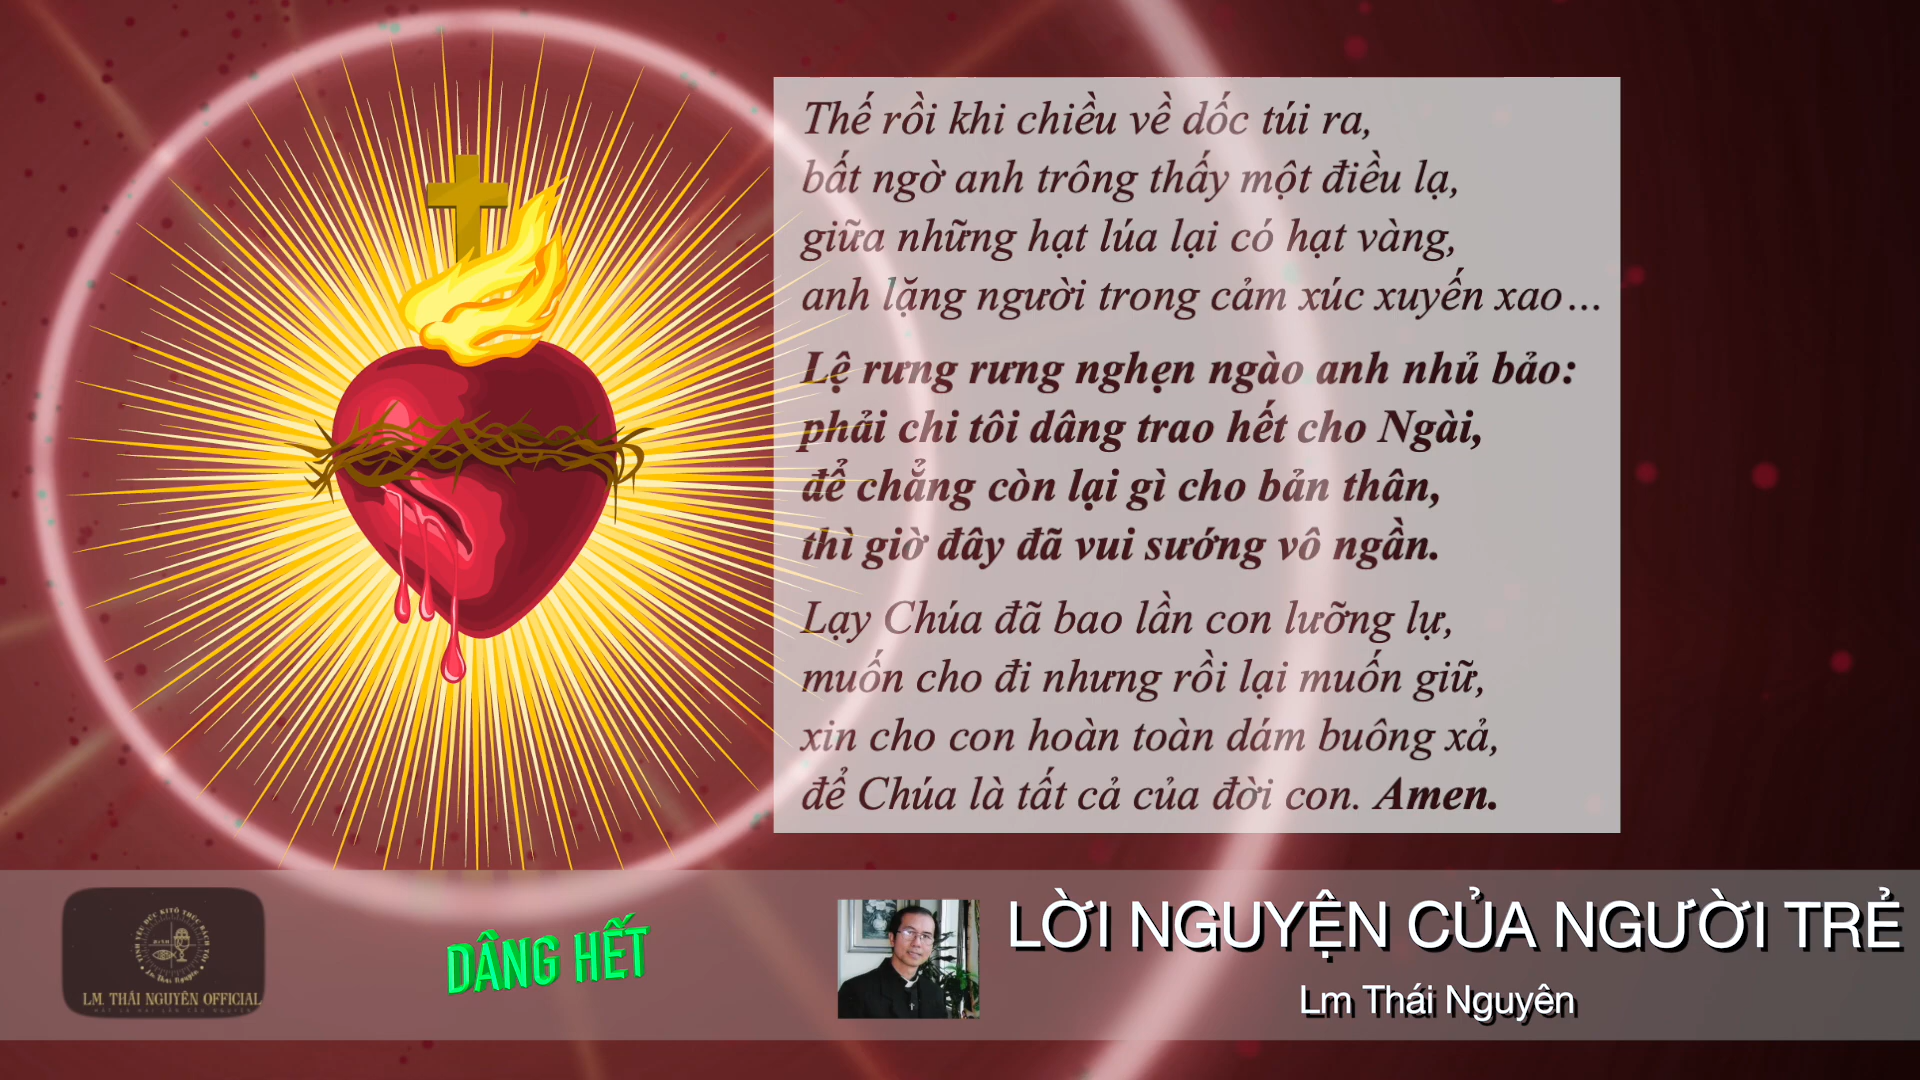 Thế rồi khi chiều về dốc túi ra,
bất ngờ anh trông thấy một điều lạ,
giữa những hạt lúa lại có hạt vàng,
anh lặng người trong cảm xúc xuyến xao…
Lệ rưng rưng nghẹn ngào anh nhủ bảo:
phải chi tôi dâng trao hết cho Ngài,
để chẳng còn lại gì cho bản thân,
thì giờ đây đã vui sướng vô ngần.
Lạy Chúa đã bao lần con lưỡng lự,
muốn cho đi nhưng rồi lại muốn giữ,
xin cho con hoàn toàn dám buông xả,
để Chúa là tất cả của đời con. Amen.
LM. THÁI NGUYÊN OFFICIAL
DÂNG HẾT
LỜI NGUYỆN CỦA NGƯỜI TRẺ
Lm Thái Nguyên